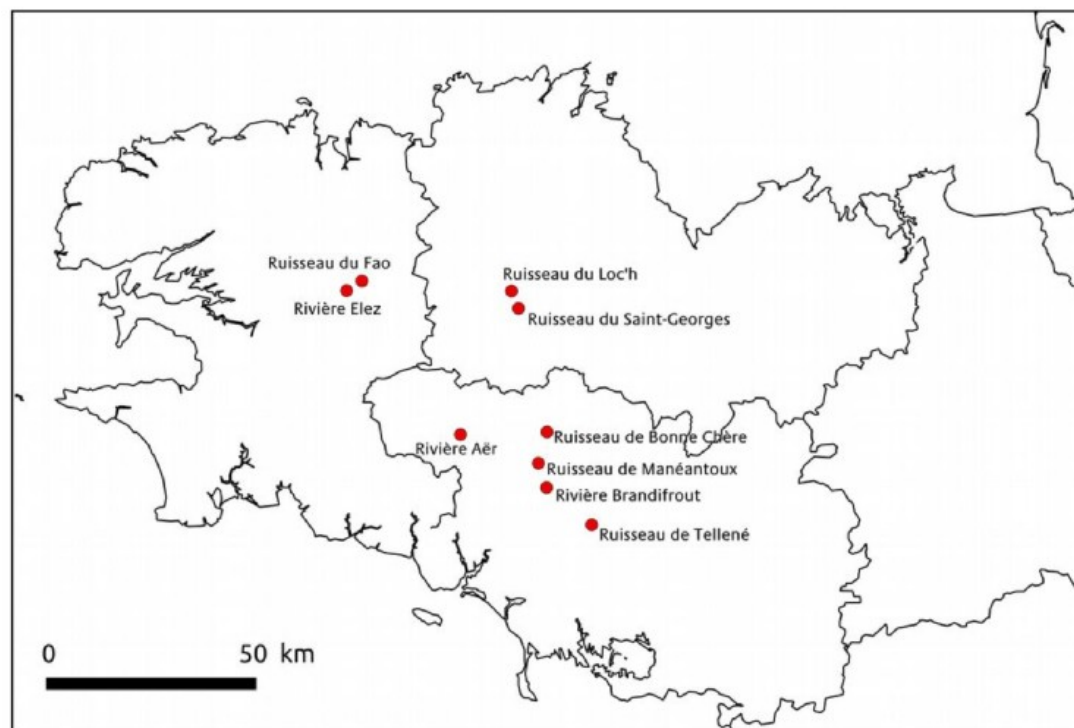 Ruisseau du Fao
Rivière Elez
Ruisseau du Loc'h
Ruisseau du Saint-Georges
Rivière Aër
Ruisseau de Bonne Chère
Ruisseau de Manéantoux
Rivière Brandifrout
Ruisseau de Tellené
0 50 km